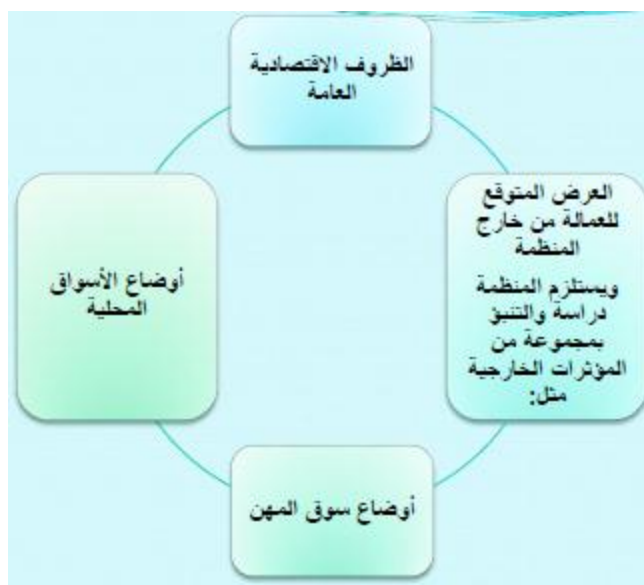 الظروف الاقتصادية
العامة
العرض المتوقع
للعمالة من خارج
المنظمة
ويستلزم المنظمة
دراسة والتنبؤ
بمجموعة من
المؤثرات الخارجية
مثل:
أوضاع سوق المهن
أوضاع الأسواق
المحلية